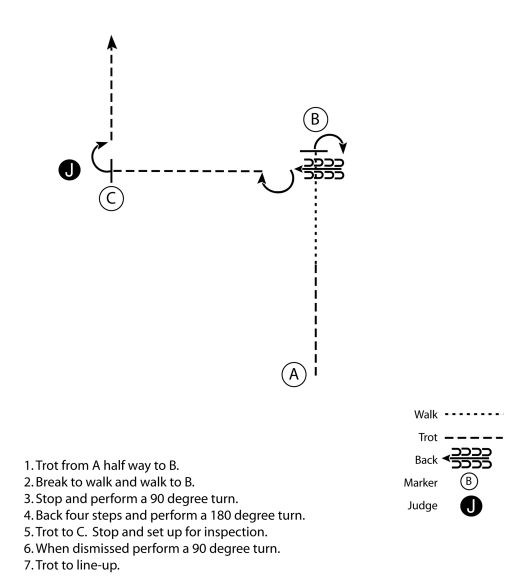 B
J
C
A
Walk
Trot
Back
Marker B
Judge J
1. Trot from A half way to B.
2. Break to walk and walk to B.
3. Stop and perform a 90 degree turn.
4. Back four steps and perform a 180 degree turn.
5. Trot to C. Stop and set up for inspection.
6. When dismissed perform a 90 degree turn.
7. Trot to line-up.